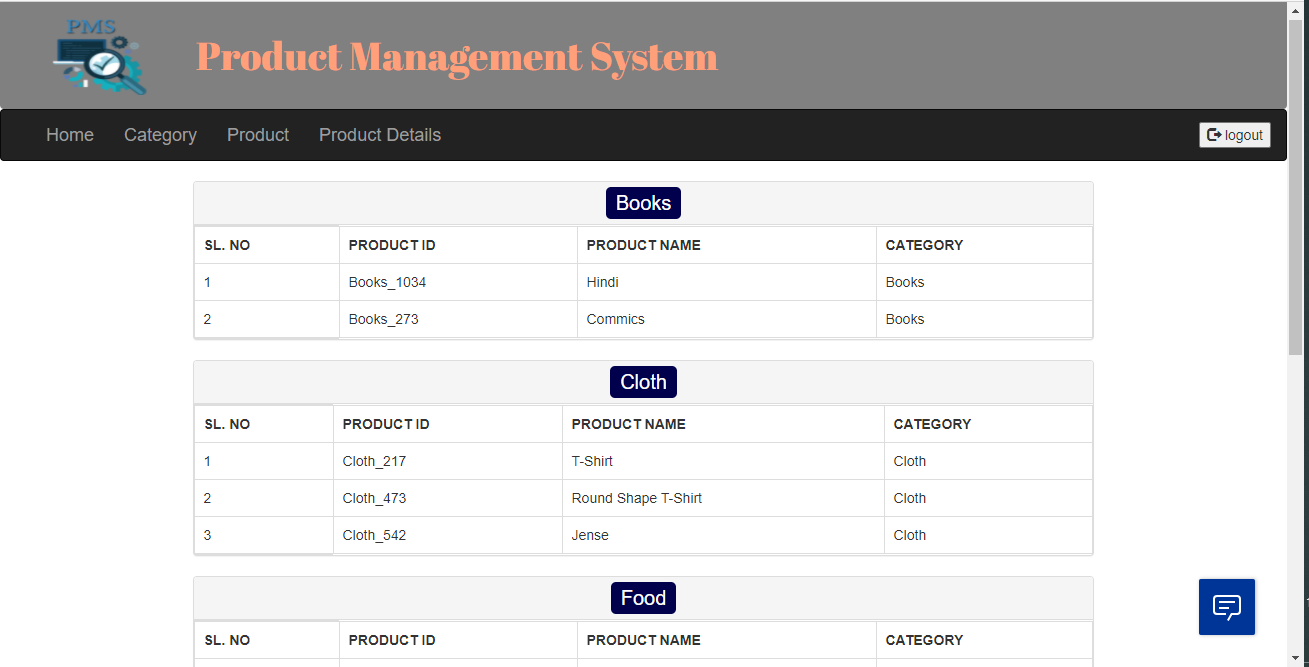 PMS
Product Management System
Home Category Product Product Details logout
Books
SL. NO PRODUCT ID PRODUCT NAME CATEGORY
1 Books_1034 Hindi Books
2 Books_273 Commics Books
Cloth
SL. NO PRODUCT ID PRODUCT NAME CATEGORY
1 Cloth_217 T-Shirt Cloth
2 Cloth_473 Round Shape T-Shirt Cloth
3 Cloth_542 Jense Cloth
Food
SL. NO PRODUCT ID PRODUCT NAME CATEGORY